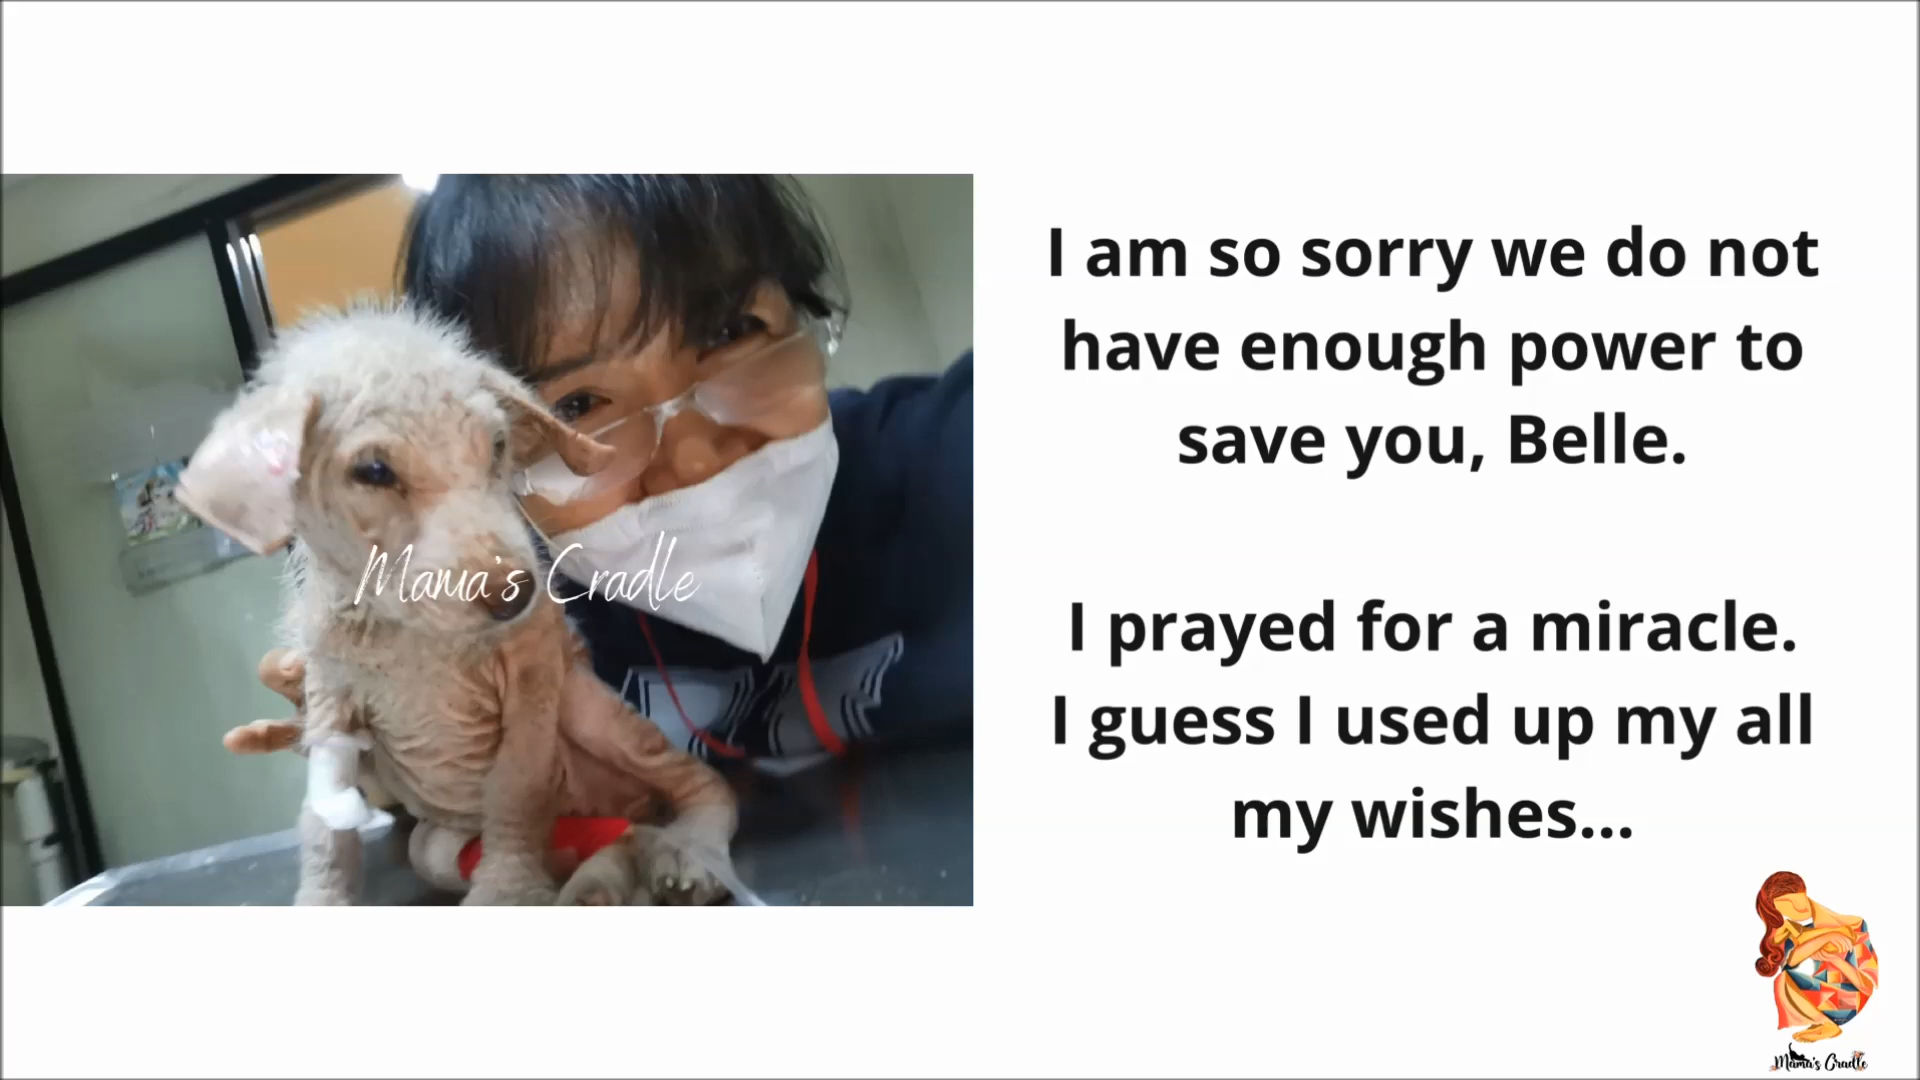 I am so sorry we do not
have enough power to
save you, Belle.
I prayed for a miracle.
I guess I used up my all
my wishes...
Mama's Cradle
Mama's Cradle